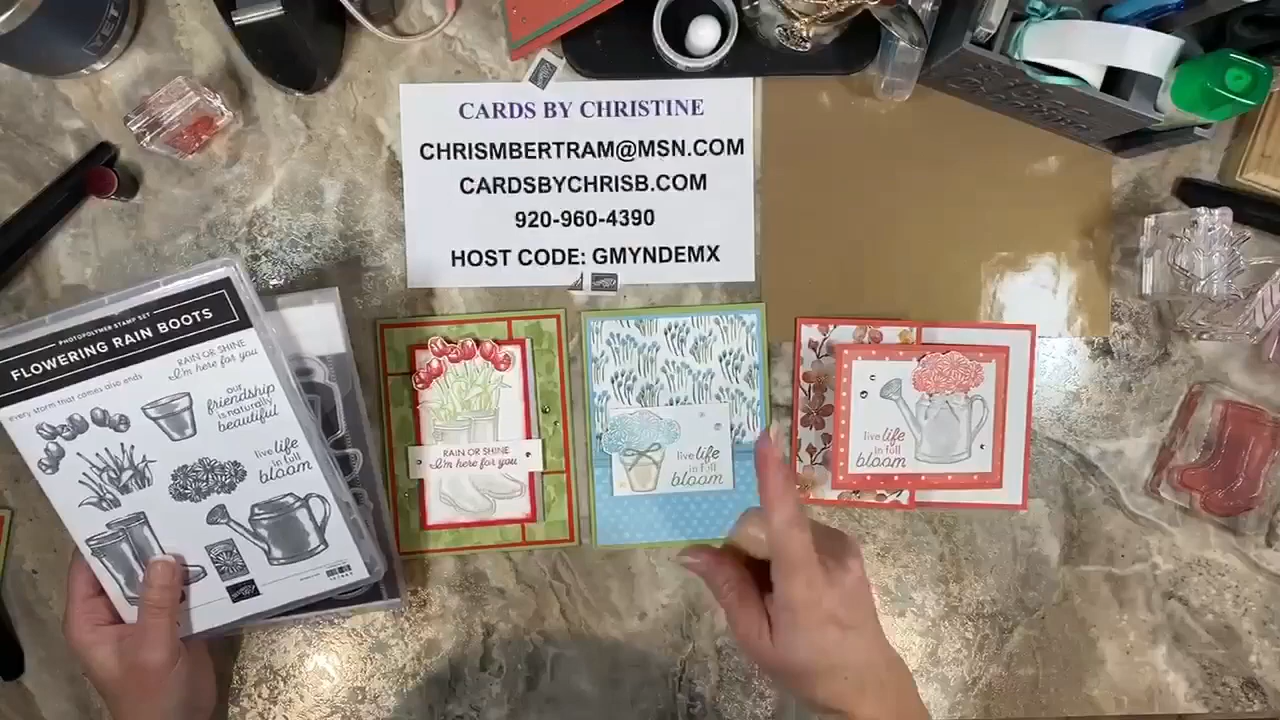 CARDS BY CHRISTINE
CHRISMBERTRAM@MSN.COM
CARDSBYCHRISB.COM
920-960-4390
HOST CODE: GMYNDEMX
PHOTOPOLYMER STAMP SET
FLOWERING RAIN BOOTS
RAIN OR SHINE
I'm here for you
every storm that comes also ends
our
friendship
is naturally
beautiful
live life
in full
bloom
RAIN OR SHINE
I'm here for you
live life
in full
bloom
live life
in full
bloom